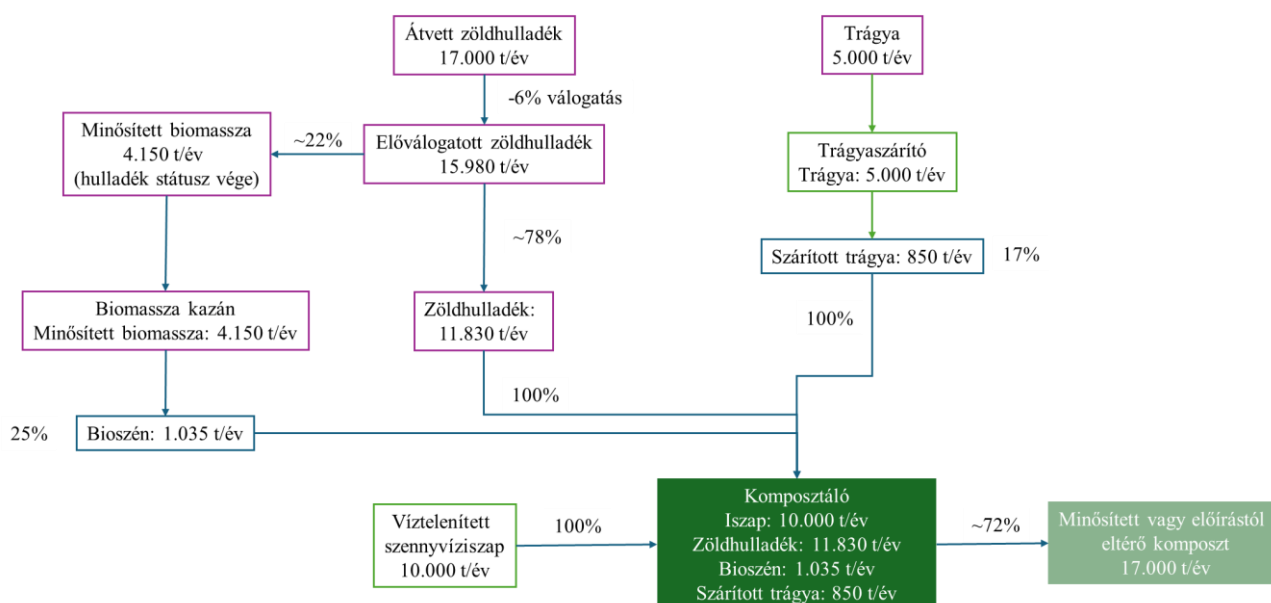 Átvett zöldhulladék
17.000 t/év
Trágya
5.000 t/év
-6% válogatás
Minősített biomassza
4.150 t/év
(hulladék státusz vége)
~22%
Előválogatott zöldhulladék
15.980 t/év
Trágyaszárító
Trágya: 5.000 t/év
~78%
Szárított trágya: 850 t/év
17%
Biomassza kazán
Minősített biomassza: 4.150 t/év
Zöldhulladék:
11.830 t/év
100%
100%
25%
Bioszén: 1.035 t/év
Víztelenített
szennyvíziszap
10.000 t/év
100%
Komposztáló
Iszap: 10.000 t/év
Zöldhulladék: 11.830 t/év
Bioszén: 1.035 t/év
Szárított trágya: 850 t/év
~72%
Minősített vagy előírástól
eltérő komposzt
17.000 t/év